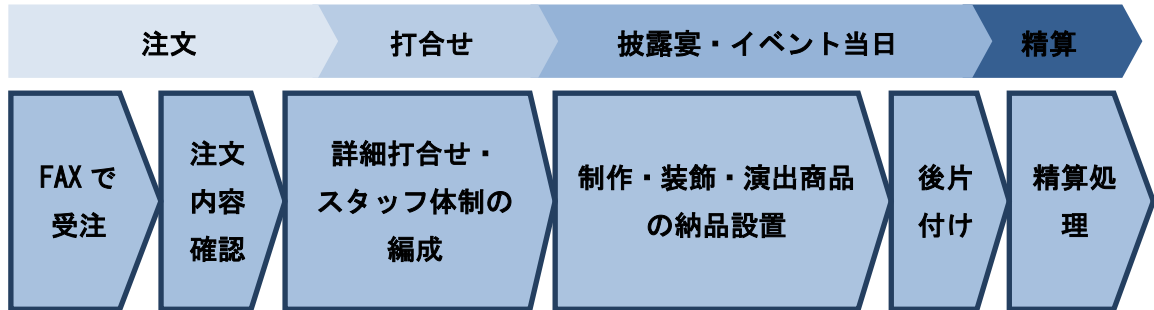 注文
打合せ
披露宴・イベント当日
精算
FAXで
受注
注文
内容
確認
詳細打合せ・
スタッフ体制の
編成
制作・装飾・演出商品
の納品設置
後片
付け
精算処
理